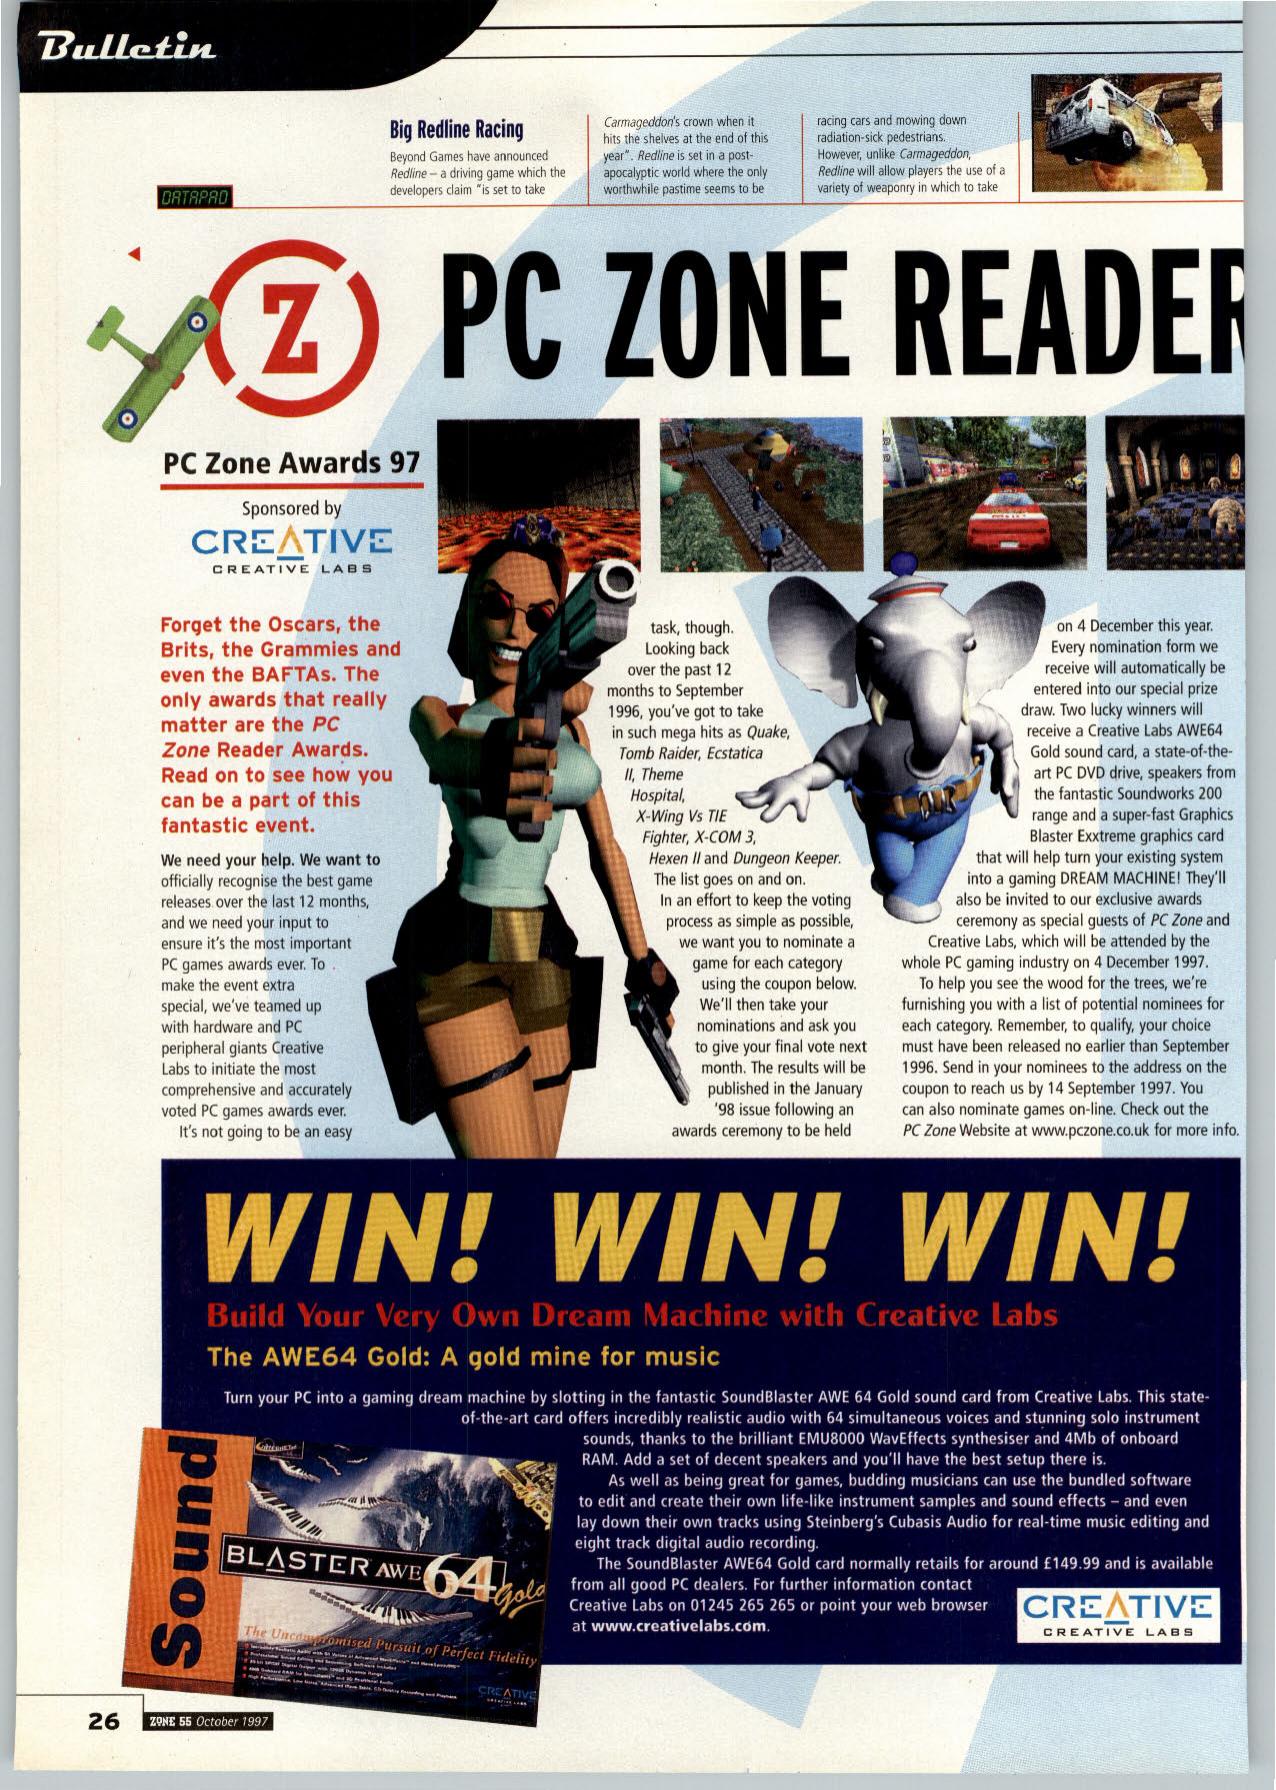 Bulletin
Big Redline Racing
Beyond Games have announced
Redline – a driving game which the
developers claim "is set to take
Carmageddon's crown when it
hits the shelves at the end of this
year". Redline is set in a post-
apocalyptic world where the only
worthwhile pastime seems to be
racing cars and mowing down
radiation-sick pedestrians.
However, unlike Carmageddon,
Redline will allow players the use of a
variety of weaponry in which to take
DATAPAD
Z
PC ZONE READER
PC Zone Awards 97
Sponsored by
CREATIVE
CREATIVE LABS
Forget the Oscars, the
Brits, the Grammies and
even the BAFTAs. The
only awards that really
matter are the PC
Zone Reader Awards.
Read on to see how you
can be a part of this
fantastic event.
We need your help. We want to
officially recognise the best game
releases over the last 12 months,
and we need your input to
ensure it's the most important
PC games awards ever. To
make the event extra
special, we've teamed up
with hardware and PC
peripheral giants Creative
Labs to initiate the most
comprehensive and accurately
voted PC games awards ever.
It's not going to be an easy
task, though.
Looking back
over the past 12
months to September
1996, you've got to take
in such mega hits as Quake,
Tomb Raider, Ecstatica
II, Theme
Hospital,
X-Wing Vs TIE
Fighter, X-COM 3,
Hexen II and Dungeon Keeper.
The list goes on and on.
In an effort to keep the voting
process as simple as possible,
we want you to nominate a
game for each category
using the coupon below.
We'll then take your
nominations and ask you
to give your final vote next
month. The results will be
published in the January
'98 issue following an
awards ceremony to be held
on 4 December this year.
Every nomination form we
receive will automatically be
entered into our special prize
draw. Two lucky winners will
receive a Creative Labs AWE64
Gold sound card, a state-of-the-
art PC DVD drive, speakers from
the fantastic Soundworks 200
range and a super-fast Graphics
Blaster Exxtreme graphics card
that will help turn your existing system
into a gaming DREAM MACHINE! They'll
also be invited to our exclusive awards
ceremony as special guests of PC Zone and
Creative Labs, which will be attended by the
whole PC gaming industry on 4 December 1997.
To help you see the wood for the trees, we're
furnishing you with a list of potential nominees for
each category. Remember, to qualify, your choice
must have been released no earlier than September
1996. Send in your nominees to the address on the
coupon to reach us by 14 September 1997. You
can also nominate games on-line. Check out the
PC Zone Website at www.pczone.co.uk for more info.
WIN! WIN! WIN!
Build Your Very Own Dream Machine with Creative Labs
The AWE64 Gold: A gold mine for music
Turn your PC into a gaming dream machine by slotting in the fantastic SoundBlaster AWE 64 Gold sound card from Creative Labs. This state-
of-the-art card offers incredibly realistic audio with 64 simultaneous voices and stunning solo instrument
sounds, thanks to the brilliant EMU8000 WavEffects synthesiser and 4Mb of onboard
RAM. Add a set of decent speakers and you'll have the best setup there is.
As well as being great for games, budding musicians can use the bundled software
to edit and create their own life-like instrument samples and sound effects – and even
lay down their own tracks using Steinberg's Cubasis Audio for real-time music editing and
eight track digital audio recording.
The SoundBlaster AWE64 Gold card normally retails for around £149.99 and is available
from all good PC dealers. For further information contact
Creative Labs on 01245 265 265 or point your web browser
at www.creativelabs.com.
CREATIVE
CREATIVE LABS
Sound
BLASTER AWE 64 Gold
The Uncompromised Pursuit of Perfect Fidelity
CREATIVE
26
ZONE 55 October 1997